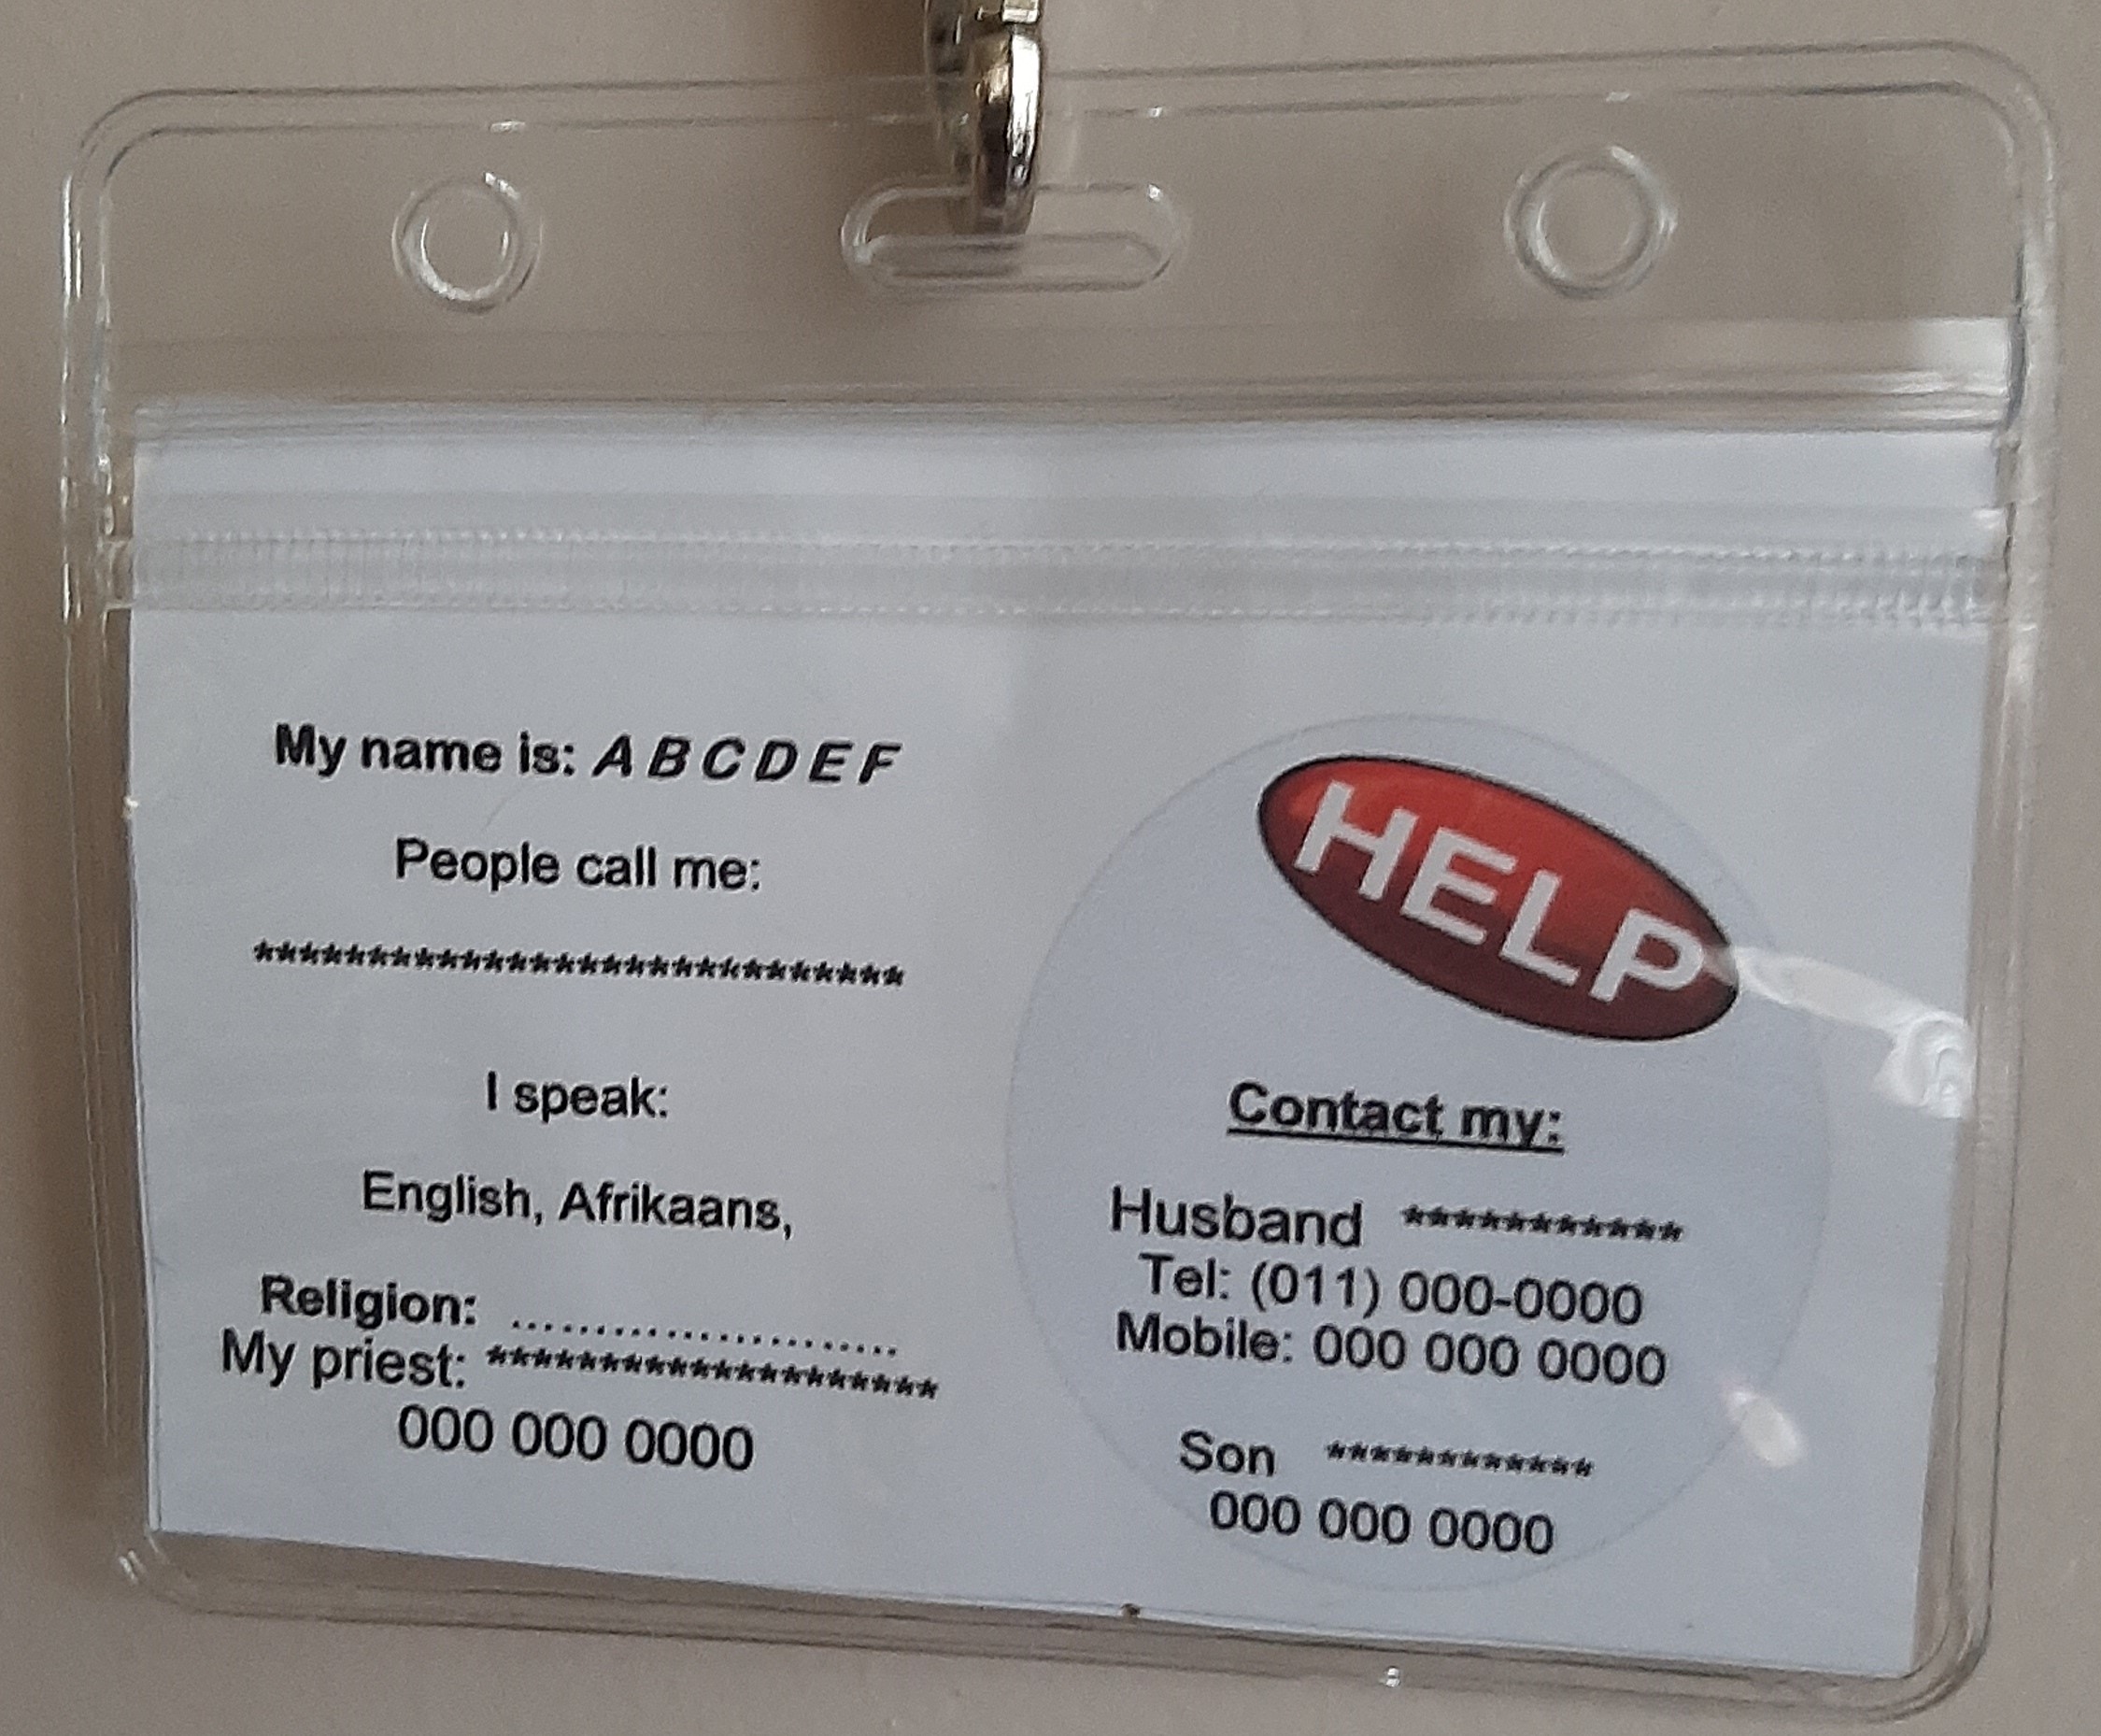 My name is: A B C D E F
People call me:
****************************
I speak:
English, Afrikaans,
Religion: .......................
My priest: ********************
000 000 0000
HELP
Contact my:
Husband ***********
Tel: (011) 000-0000
Mobile: 000 000 0000
Son ************
000 000 0000